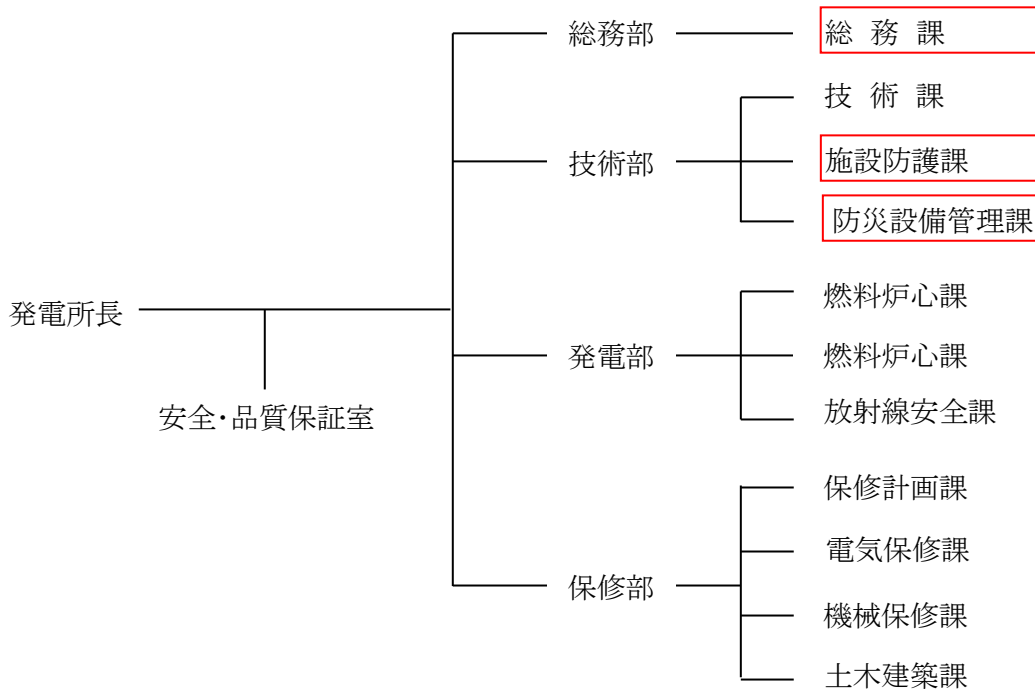 発電所長
安全・品質保証室
総務部
総務課
技術部
技術課
施設防護課
防災設備管理課
発電部
燃料炉心課
燃料炉心課
放射線安全課
保修部
保修計画課
電気保修課
機械保修課
土木建築課